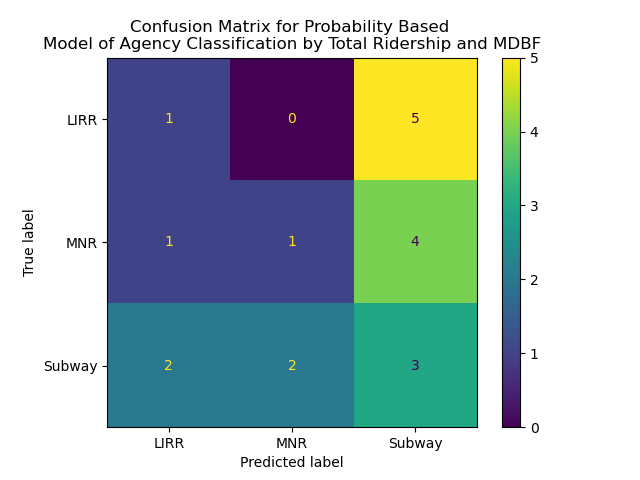 Confusion Matrix for Probability Based
Model of Agency Classification by Total Ridership and MDBF
LIRR 1 0 5
MNR 1 1 4
Subway 2 2 3
LIRR MNR Subway
Predicted label
True label
5
4
3
2
1
0